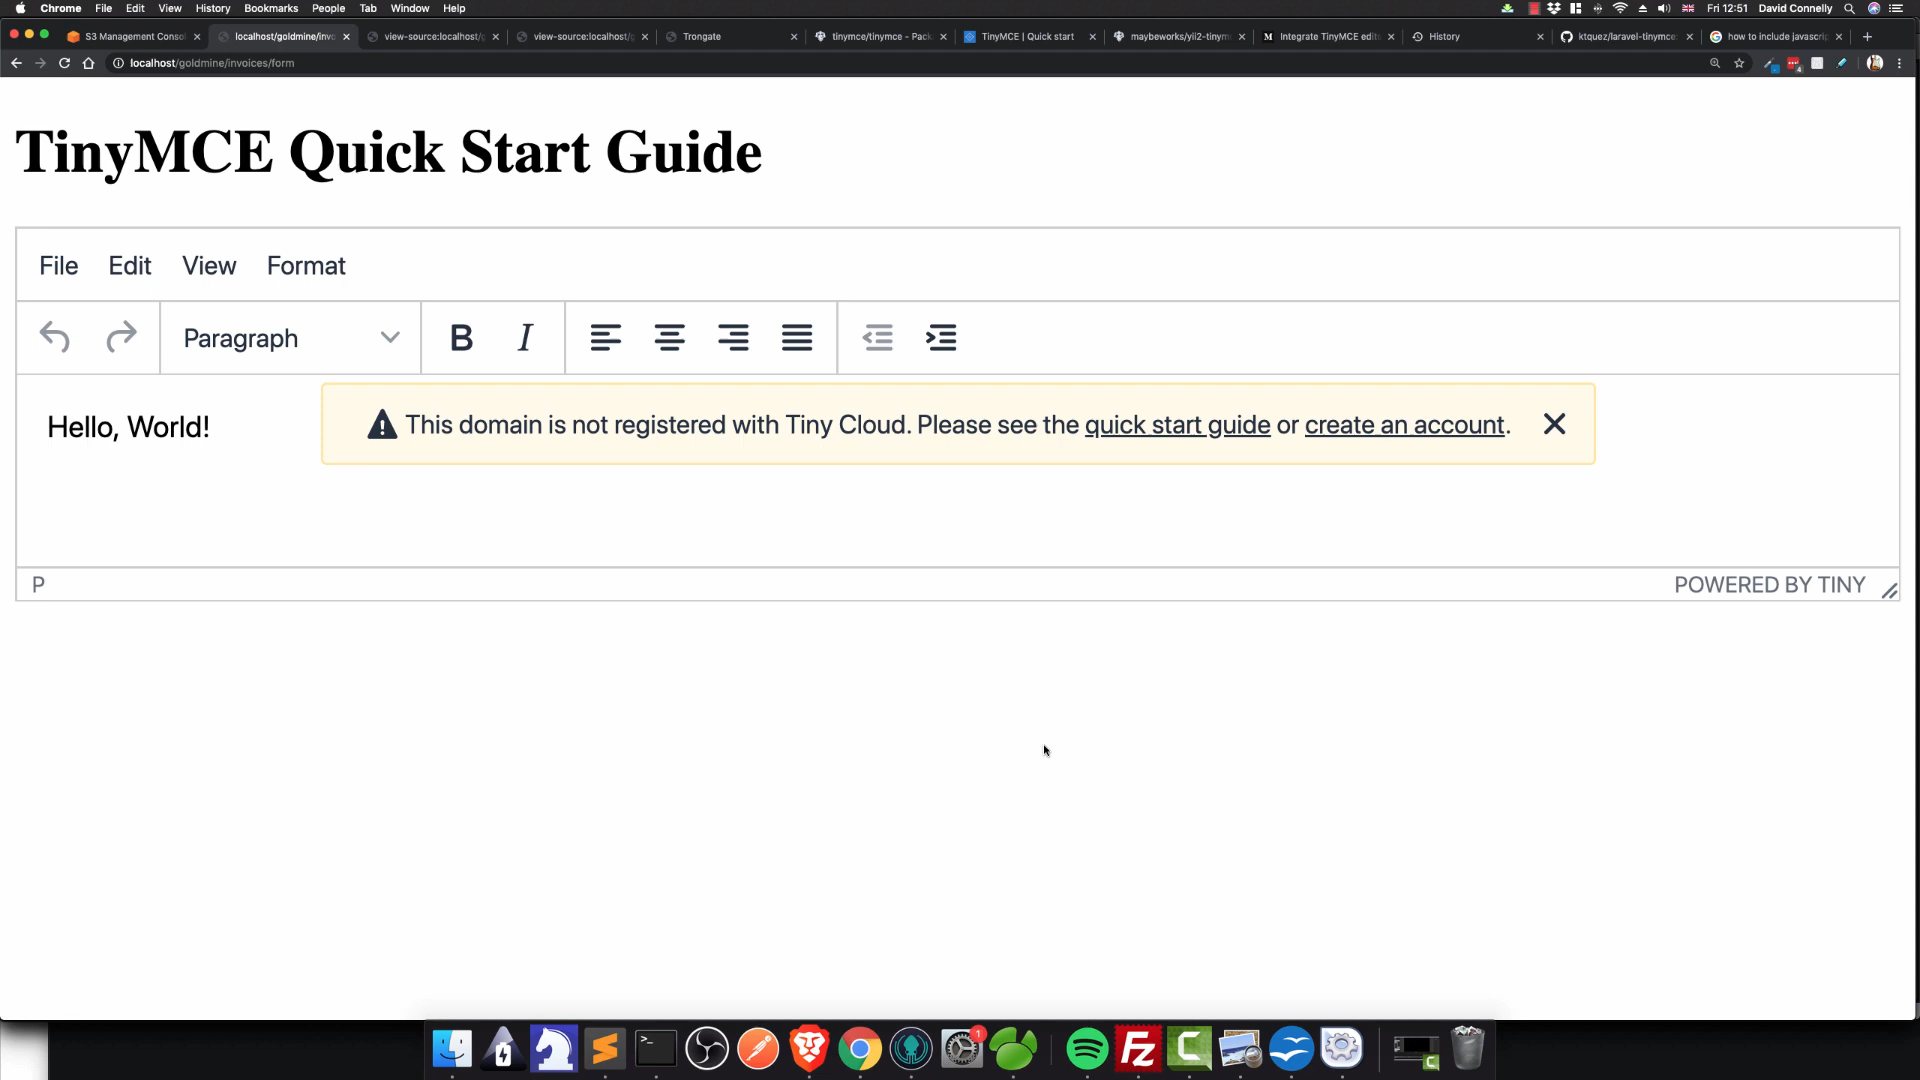 Chrome File Edit View History Bookmarks People Tab Window Help Fri 12:51 David Connelly
S3 Management Consol localhost/goldmine/invo view-source:localhost/g view-source:localhost/g Trongate tinymce/tinymce - Pack TinyMCE | Quick start maybeworks/yii2-tinym M Integrate TinyMCE edit History ktquez/laravel-tinymce how to include javascrip
localhost/goldmine/invoices/form
TinyMCE Quick Start Guide
File Edit View Format
Paragraph B I
Hello, World!
This domain is not registered with Tiny Cloud. Please see the quick start guide or create an account.
P POWERED BY TINY